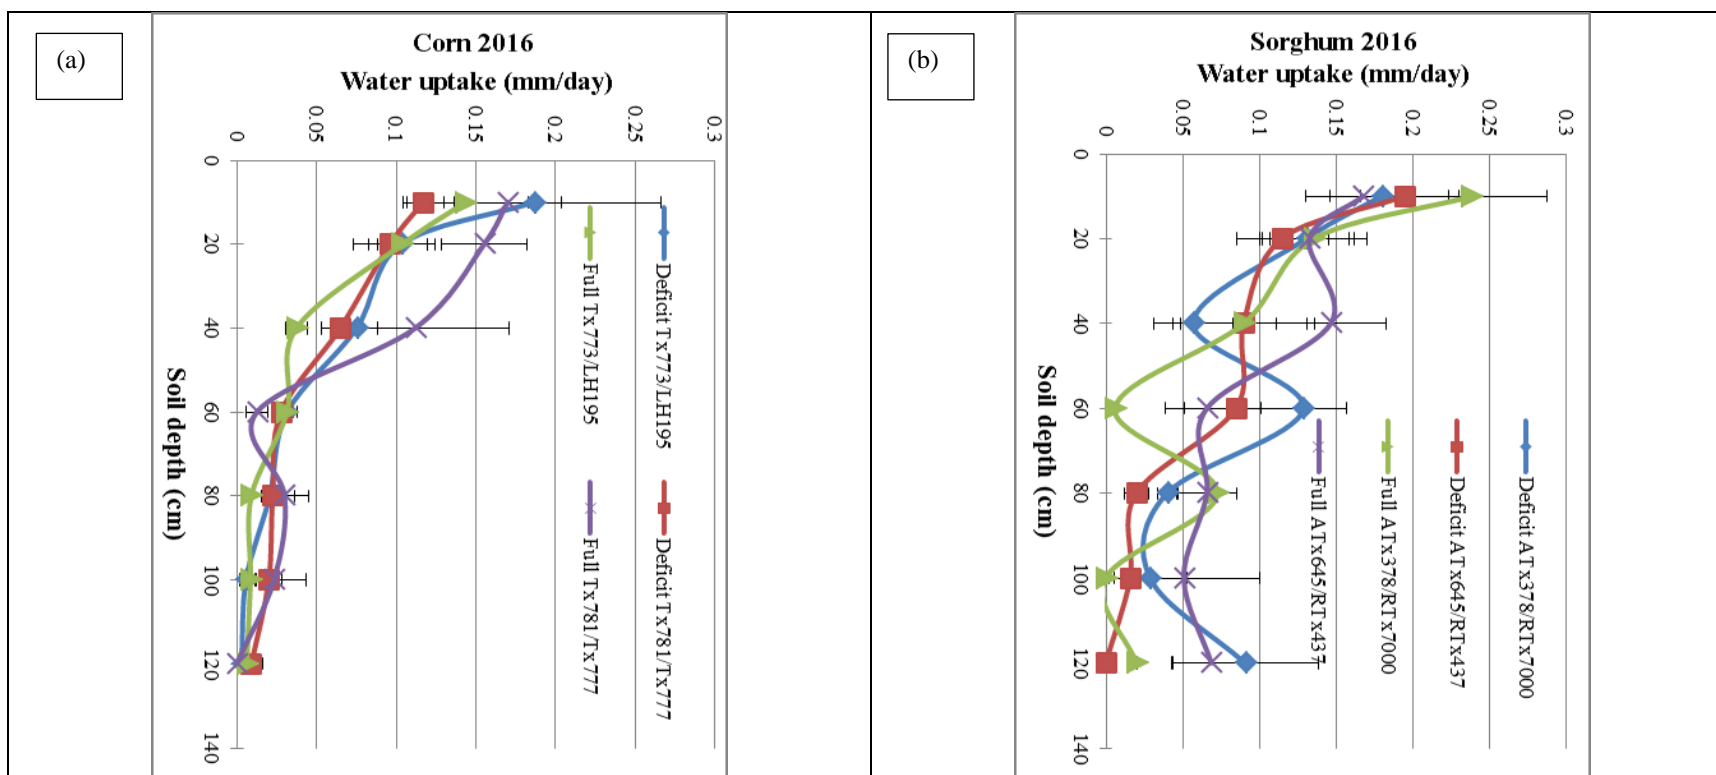 (a)
Corn 2016
Water uptake (mm/day)
0
0.05
0.1
0.15
0.2
0.25
0.3
0
20
40
60
80
100
120
140
Soil depth (cm)
Deficit Tx773/LH195
Deficit Tx781/Tx777
Full Tx773/LH195
Full Tx781/Tx777
(b)
Sorghum 2016
Water uptake (mm/day)
0
0.05
0.1
0.15
0.2
0.25
0.3
0
20
40
60
80
100
120
140
Soil depth (cm)
Deficit ATx378/RTx7000
Deficit ATx645/RTx437
Full ATx378/RTx7000
Full ATx645/RTx437